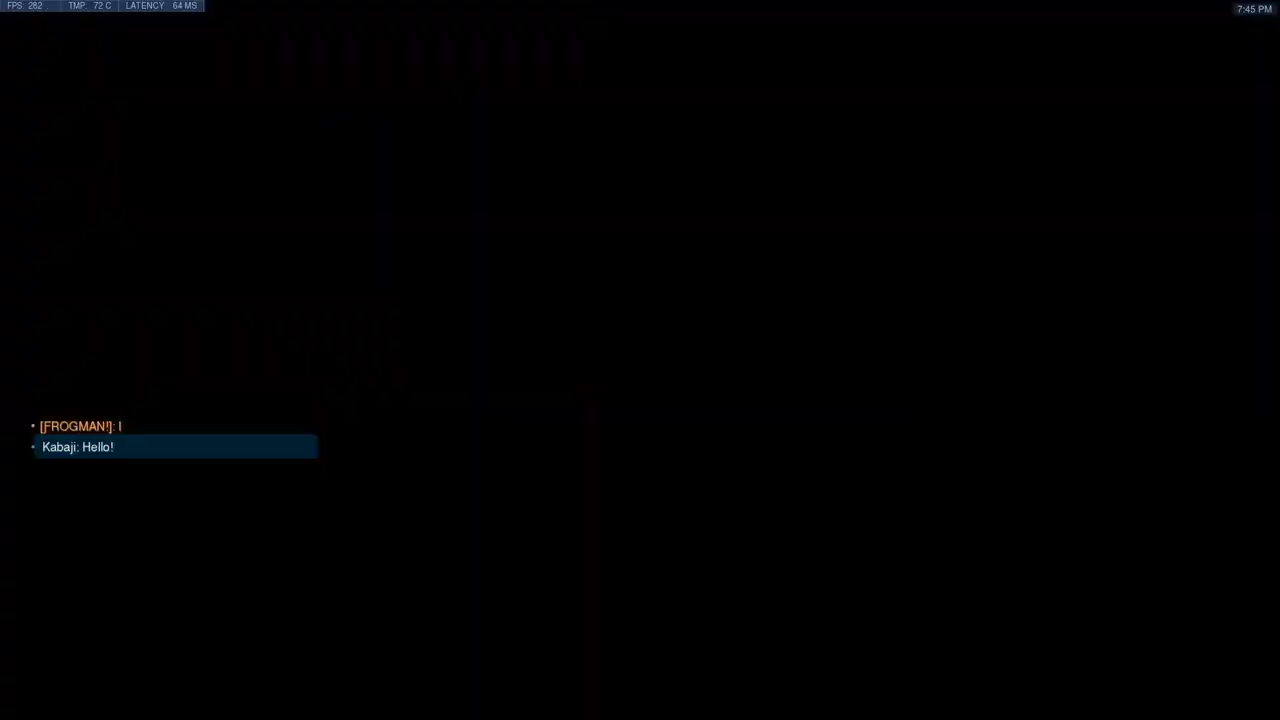 FPS: 282 TMP: 72 C LATENCY 64 MS
7:45 PM
• [FROGMAN!]: I
• Kabaji: Hello!